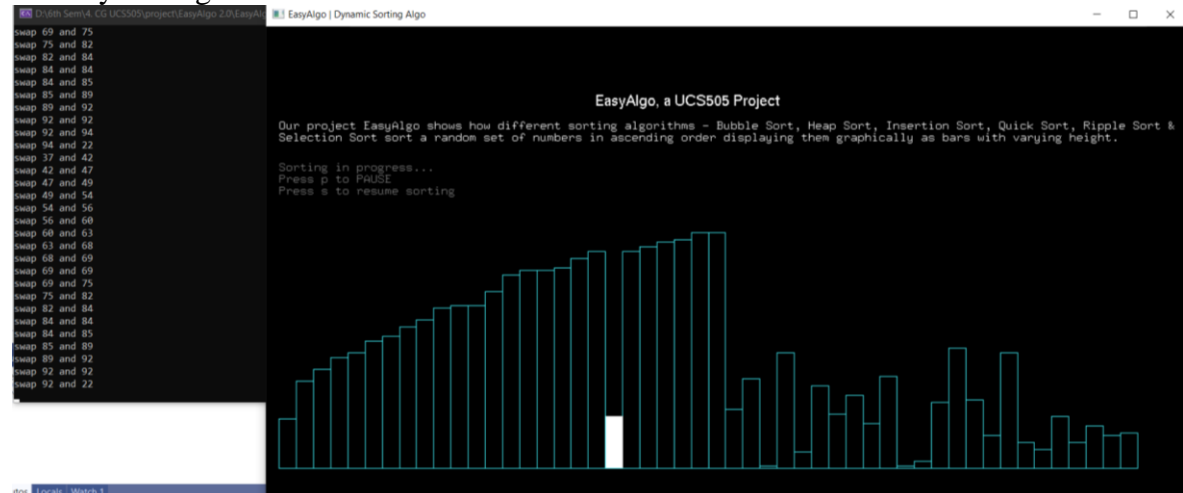 D:\6th Sem\4. CG UCS505\project\EasyAlgo 2.0\EasyAlg
swap 69 and 75
swap 75 and 82
swap 82 and 84
swap 84 and 84
swap 84 and 85
swap 85 and 89
swap 89 and 92
swap 92 and 92
swap 92 and 94
swap 94 and 22
swap 37 and 42
swap 42 and 47
swap 47 and 49
swap 49 and 54
swap 54 and 56
swap 56 and 60
swap 60 and 63
swap 63 and 68
swap 68 and 69
swap 69 and 69
swap 69 and 75
swap 75 and 82
swap 82 and 84
swap 84 and 84
swap 84 and 85
swap 85 and 89
swap 89 and 92
swap 92 and 92
swap 92 and 22
EasyAlgo | Dynamic Sorting Algo
EasyAlgo, a UCS505 Project
Our project EasyAlgo shows how different sorting algorithms - Bubble Sort, Heap Sort, Insertion Sort, Quick Sort, Ripple Sort &
Selection Sort sort a random set of numbers in ascending order displaying them graphically as bars with varying height.
Sorting in progress...
Press p to PAUSE
Press s to resume sorting
Locals Watch 1